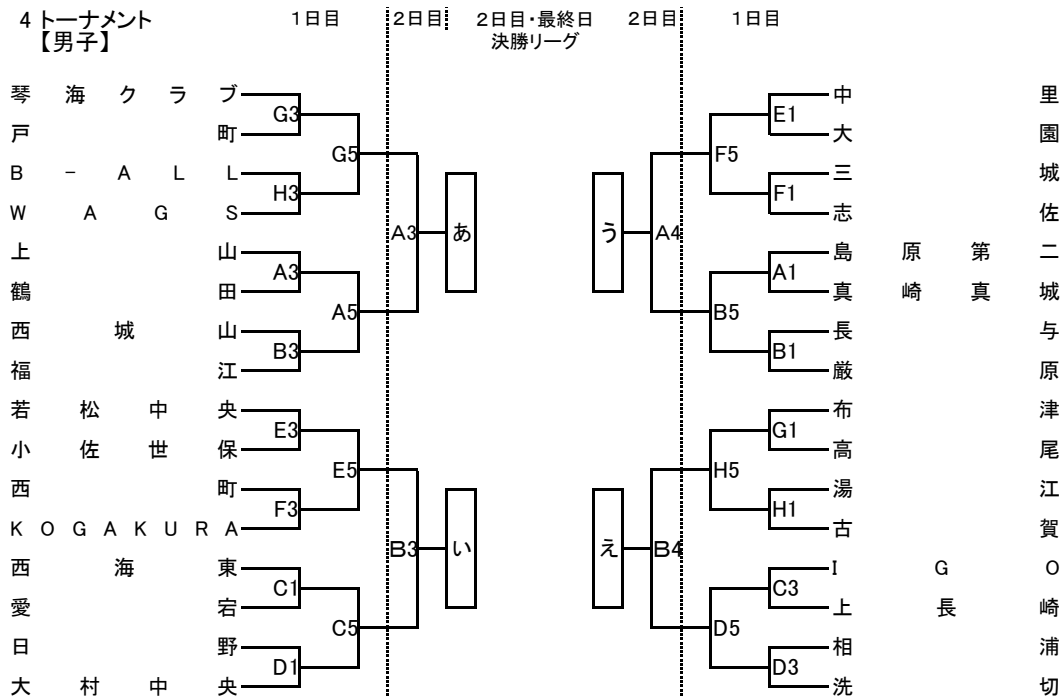 4 トーナメント
【男子】
1日目 2日目 2日目・最終日 2日目 1日目
決勝リーグ
琴海クラブ 中里
G3 E1
戸町 大園
G5 F5
B-ALL 三城
H3 F1
WAGS 志佐
A3 あ う A4
上山 島原第二
A3 A1
鶴田 真崎真城
A5 B5
西城山 長与
B3 B1
福江 厳原
若松中央 布津
E3 G1
小佐世保 高尾
E5 H5
西町 湯江
F3 H1
KOGAKURA 古賀
B3 い え B4
西海東 IGO
C1 C3
愛宕 上長崎
C5 D5
日野 相浦
D1 D3
大村中央 洗切